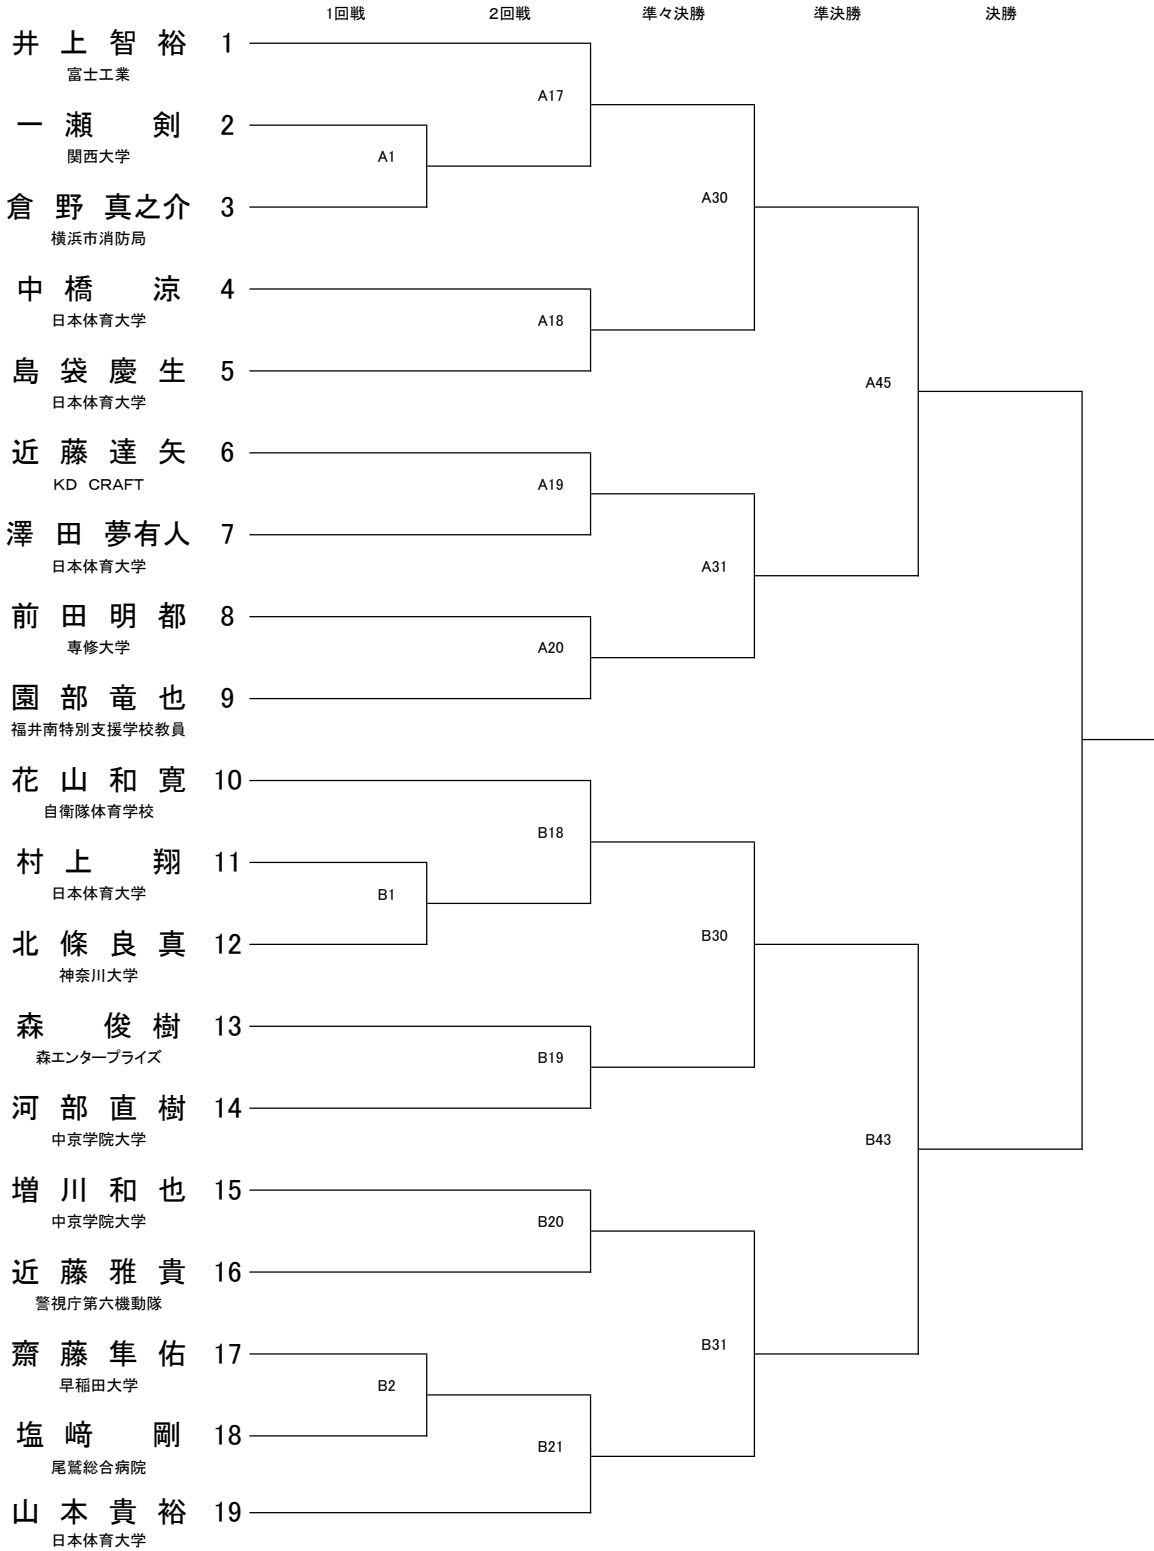 1回戦 2回戦 準々決勝 準決勝 決勝
井上智裕 1
富士工業
A17
一瀬 剣 2
関西大学
A1
倉野真之介 3
横浜市消防局
A30
中橋 涼 4
日本体育大学
A18
島袋慶生 5
日本体育大学
A45
近藤達矢 6
KD CRAFT
A19
澤田夢有人 7
日本体育大学
A31
前田明都 8
専修大学
A20
園部竜也 9
福井南特別支援学校教員
花山和寛 10
自衛隊体育学校
B18
村上 翔 11
日本体育大学
B1
北條良真 12
神奈川大学
B30
森 俊樹 13
森エンタープライズ
B19
河部直樹 14
中京学院大学
B43
増川和也 15
中京学院大学
B20
近藤雅貴 16
警視庁第六機動隊
B31
齋藤隼佑 17
早稲田大学
B2
塩﨑 剛 18
尾鷲総合病院
B21
山本貴裕 19
日本体育大学